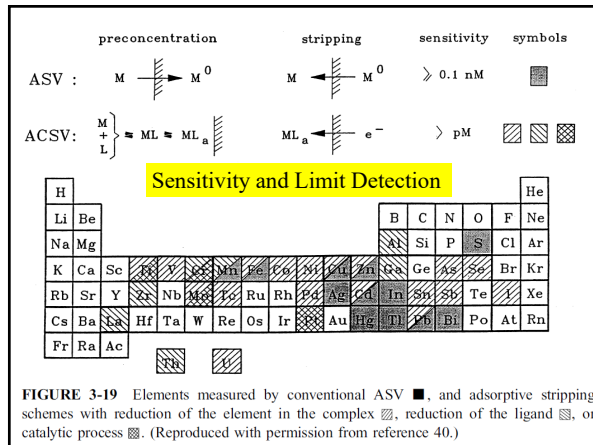 preconcentration stripping sensitivity symbols
ASV : M M⁰ M M⁰ ⩾ 0.1 nM
ACSV: M + L } ⇋ ML ⇋ ML a ML a e⁻ > pM
Sensitivity and Limit Detection
H He
Li Be B C N O F Ne
Na Mg Al Si P S Cl Ar
K Ca Sc Ti V Cr Mn Fe Co Ni Cu Zn Ga Ge As Se Br Kr
Rb Sr Y Zr Nb Mo Tc Ru Rh Pd Ag Cd In Sn Sb Te I Xe
Cs Ba La Hf Ta W Re Os Ir Pt Au Hg Tl Pb Bi Po At Rn
Fr Ra Ac
Th U
FIGURE 3-19 Elements measured by conventional ASV ■, and adsorptive stripping
schemes with reduction of the element in the complex ▨, reduction of the ligand ▧, or
catalytic process ▩. (Reproduced with permission from reference 40.)